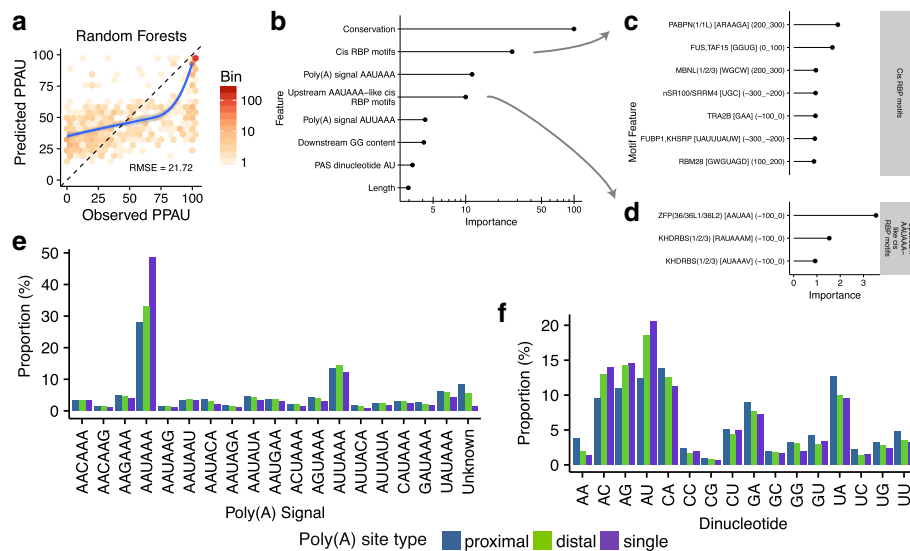 a
Random Forests
Predicted PPAU
100
75
50
25
0
0 25 50 75 100
Observed PPAU
RMSE = 21.72
Bin
100
10
1
b
Feature
Conservation
Cis RBP motifs
Poly(A) signal AAUAAA
Upstream AAUAAA−like cis
RBP motifs
Poly(A) signal AUUAAA
Downstream GG content
PAS dinucleotide AU
Length
5 10 50 100
Importance
c
Motif Feature
PABPN(1/1L) [ARAAGA] (200_300)
FUS,TAF15 [GGUG] (0_100)
MBNL(1/2/3) [WGCW] (200_300)
nSR100/SRRM4 [UGC] (−300_−200)
TRA2B [GAA] (−100_0)
FUBP1,KHSRP [UAUUUAUW] (−300_−200)
RBM28 [GWGUAGD] (100_200)
Cis RBP motifs
d
ZFP(36/36L1/36L2) [AAUAA] (−100_0)
KHDRBS(1/2/3) [RAUAAAM] (−100_0)
KHDRBS(1/2/3) [AUAAAV] (−100_0)
AAUAAA−
like cis
RBP motifs
0 1 2 3
Importance
e
Proportion (%)
50
40
30
20
10
0
AACAAA
AACAAG
AAGAAA
AAUAAA
AAUAAG
AAUAAU
AAUACA
AAUAGA
AAUAUA
AAUGAA
ACUAAA
AGUAAA
AUUAAA
AUUACA
AUUAUA
CAUAAA
GAUAAA
UAUAAA
Unknown
Poly(A) Signal
f
Proportion (%)
20
15
10
5
0
AA
AC
AG
AU
CA
CC
CG
CU
GA
GC
GG
GU
UA
UC
UG
UU
Dinucleotide
Poly(A) site type proximal distal single